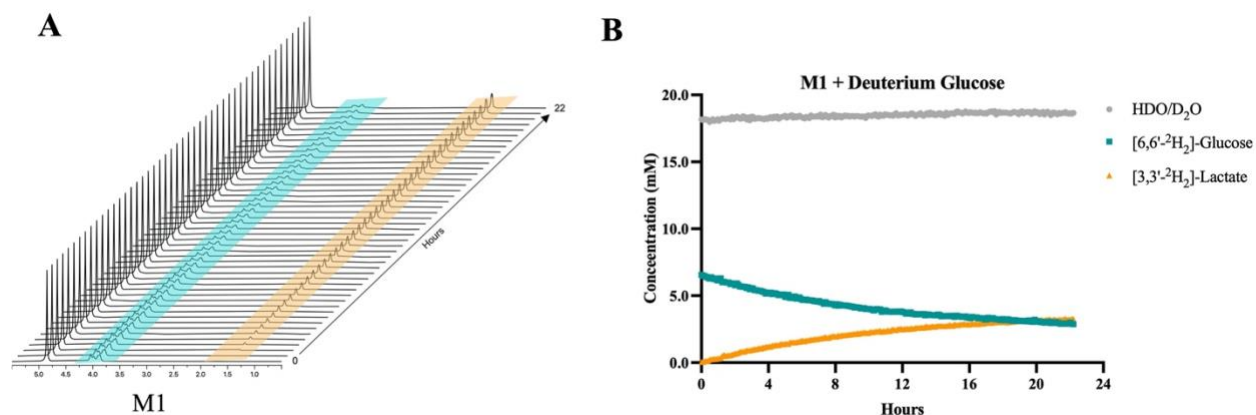 A
22
Hours
0
5.0 4.5 4.0 3.5 3.0 2.5 2.0 1.5 1.0
M1
B
M1 + Deuterium Glucose
Conceentration (mM)
20.0
15.0
10.0
5.0
0.0
0 4 8 12 16 20 24
Hours
HDO/D₂O
[6,6'-²H₂]-Glucose
[3,3'-²H₂]-Lactate